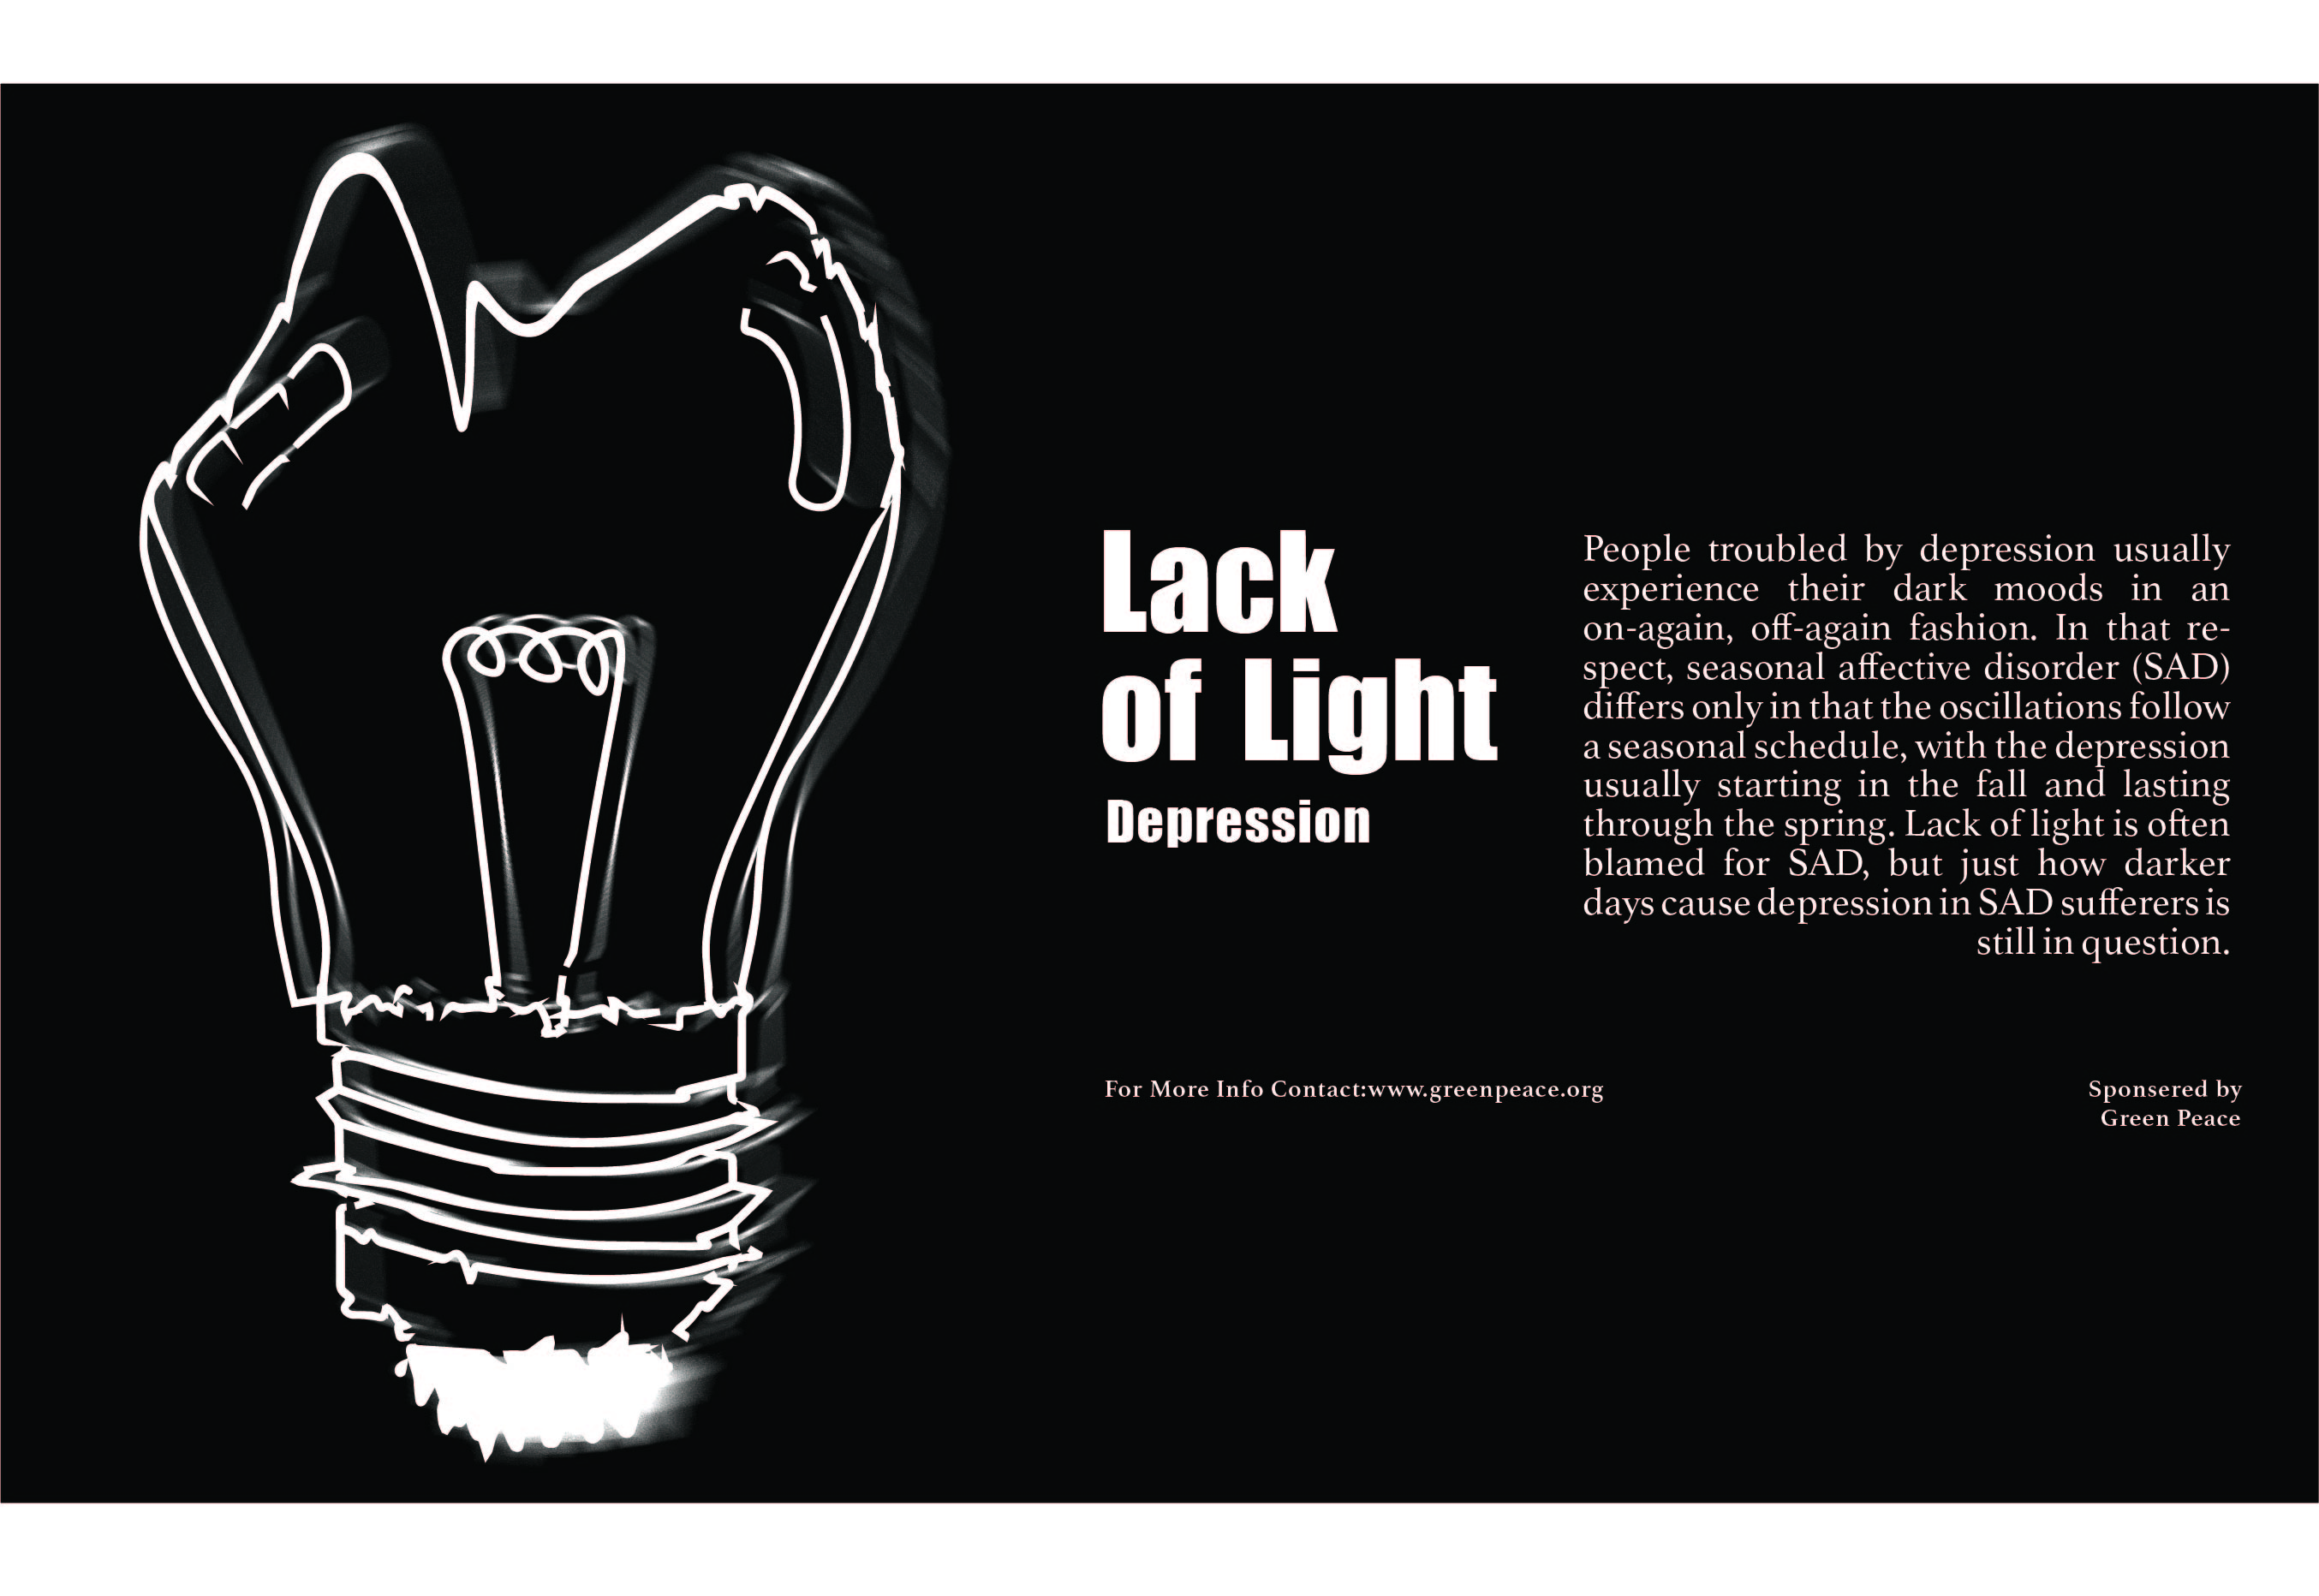 Lack
of Light
Depression
People troubled by depression usually
experience their dark moods in an
on-again, off-again fashion. In that re-
spect, seasonal affective disorder (SAD)
differs only in that the oscillations follow
a seasonal schedule, with the depression
usually starting in the fall and lasting
through the spring. Lack of light is often
blamed for SAD, but just how darker
days cause depression in SAD sufferers is
still in question.
For More Info Contact:www.greenpeace.org
Sponsered by
Green Peace